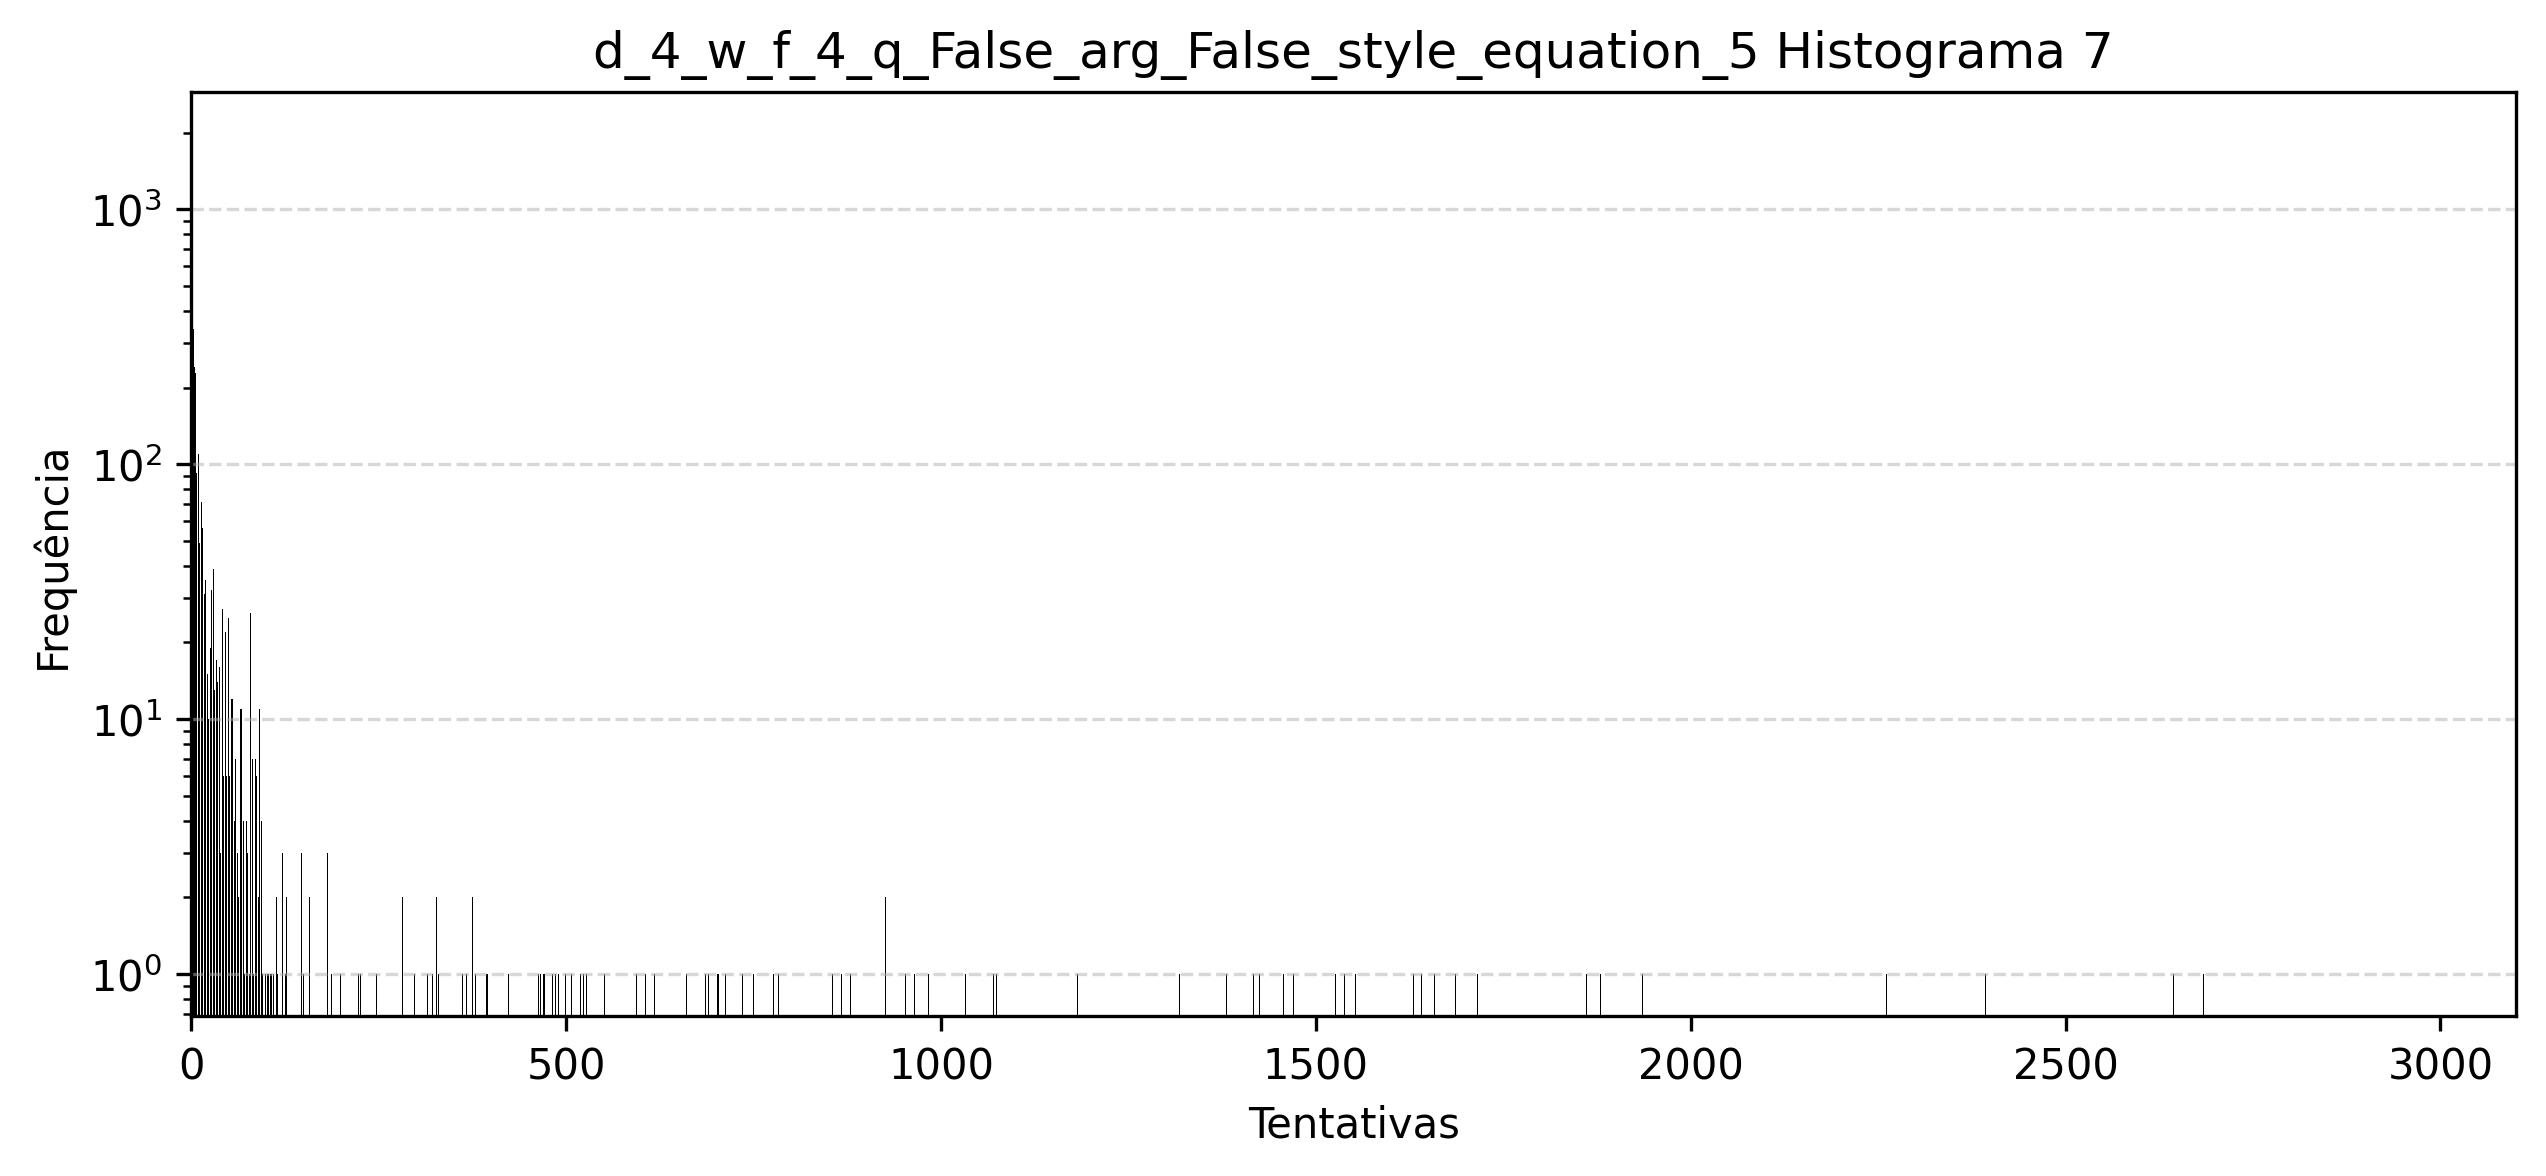 d_4_w_f_4_q_False_arg_False_style_equation_5 Histograma 7
Frequência
10³
10²
10¹
10⁰
0 500 1000 1500 2000 2500 3000
Tentativas